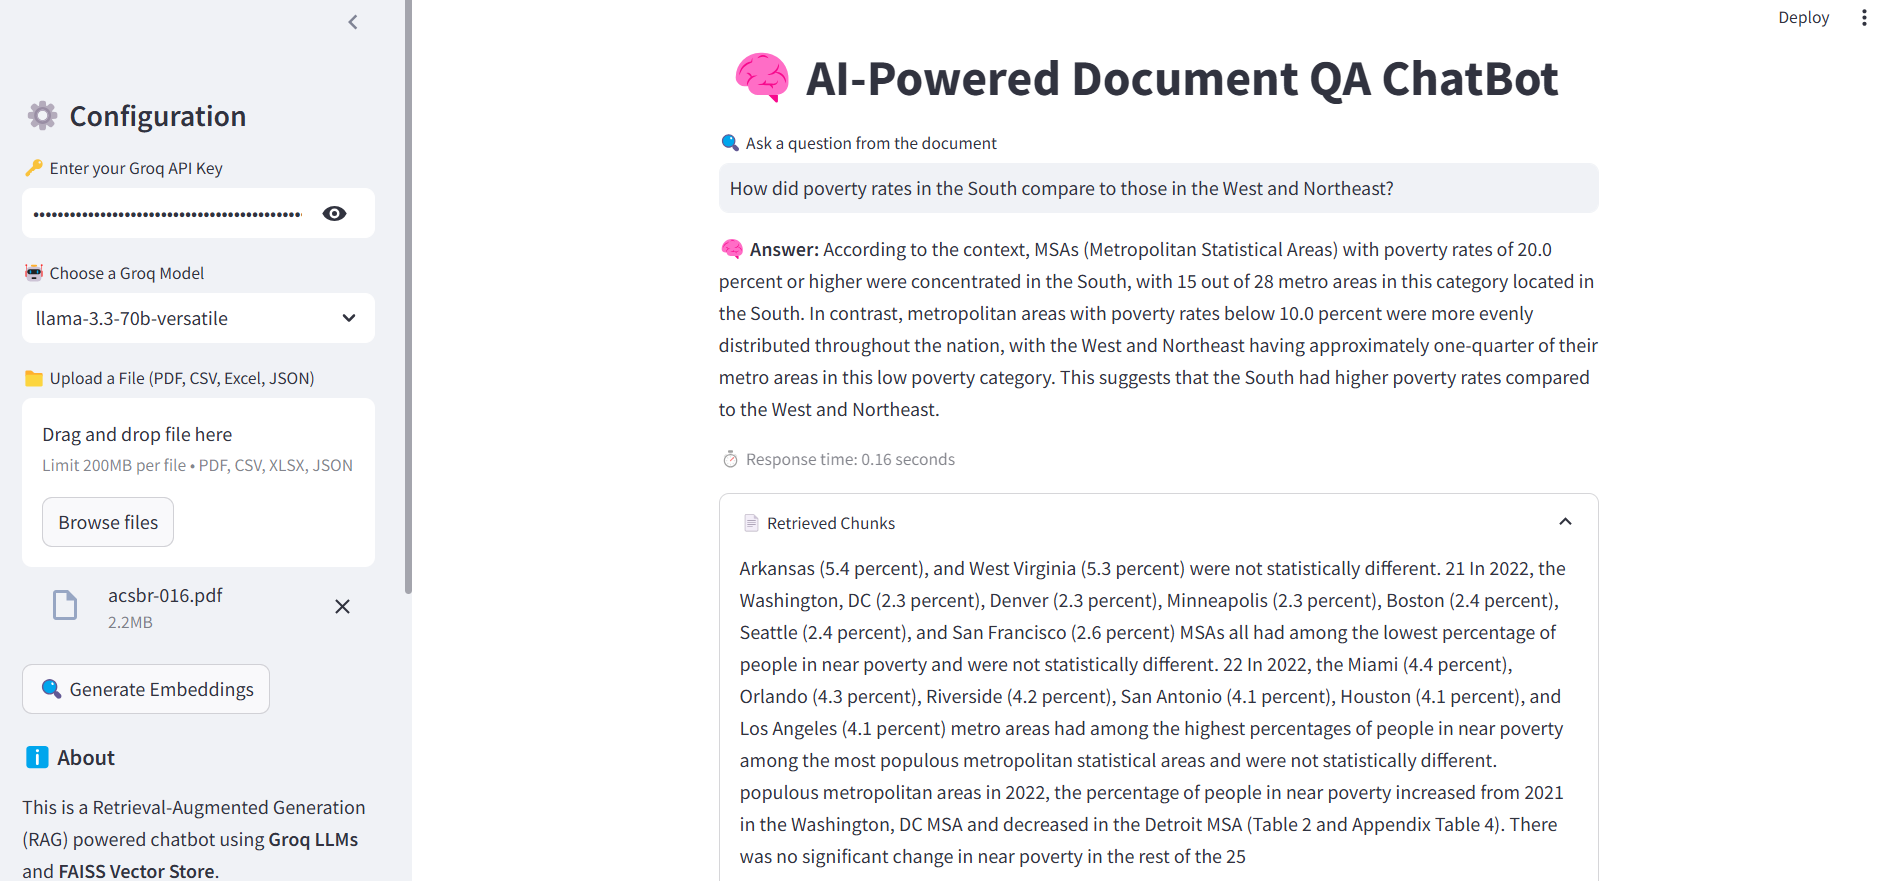 Deploy
Configuration
Enter your Groq API Key
Choose a Groq Model
llama-3.3-70b-versatile
Upload a File (PDF, CSV, Excel, JSON)
Drag and drop file here
Limit 200MB per file • PDF, CSV, XLSX, JSON
Browse files
acsbr-016.pdf
2.2MB
Generate Embeddings
About
This is a Retrieval-Augmented Generation
(RAG) powered chatbot using Groq LLMs
and FAISS Vector Store.
AI-Powered Document QA ChatBot
Ask a question from the document
How did poverty rates in the South compare to those in the West and Northeast?
Answer: According to the context, MSAs (Metropolitan Statistical Areas) with poverty rates of 20.0
percent or higher were concentrated in the South, with 15 out of 28 metro areas in this category located in
the South. In contrast, metropolitan areas with poverty rates below 10.0 percent were more evenly
distributed throughout the nation, with the West and Northeast having approximately one-quarter of their
metro areas in this low poverty category. This suggests that the South had higher poverty rates compared
to the West and Northeast.
Response time: 0.16 seconds
Retrieved Chunks
Arkansas (5.4 percent), and West Virginia (5.3 percent) were not statistically different. 21 In 2022, the
Washington, DC (2.3 percent), Denver (2.3 percent), Minneapolis (2.3 percent), Boston (2.4 percent),
Seattle (2.4 percent), and San Francisco (2.6 percent) MSAs all had among the lowest percentage of
people in near poverty and were not statistically different. 22 In 2022, the Miami (4.4 percent),
Orlando (4.3 percent), Riverside (4.2 percent), San Antonio (4.1 percent), Houston (4.1 percent), and
Los Angeles (4.1 percent) metro areas had among the highest percentages of people in near poverty
among the most populous metropolitan statistical areas and were not statistically different.
populous metropolitan areas in 2022, the percentage of people in near poverty increased from 2021
in the Washington, DC MSA and decreased in the Detroit MSA (Table 2 and Appendix Table 4). There
was no significant change in near poverty in the rest of the 25